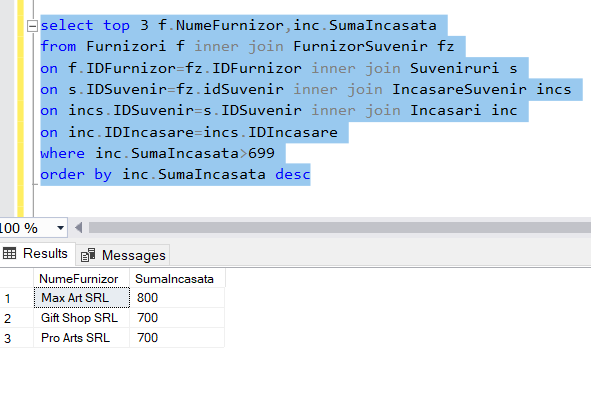 select top 3 f.NumeFurnizor,inc.SumaIncasata
from Furnizori f inner join FurnizorSuvenir fz
on f.IDFurnizor=fz.IDFurnizor inner join Suveniruri s
on s.IDSuvenir=fz.idSuvenir inner join IncasareSuvenir incs
on incs.IDSuvenir=s.IDSuvenir inner join Incasari inc
on inc.IDIncasare=incs.IDIncasare
where inc.SumaIncasata>699
order by inc.SumaIncasata desc
100 %
Results Messages
NumeFurnizor SumaIncasata
1 Max Art SRL 800
2 Gift Shop SRL 700
3 Pro Arts SRL 700